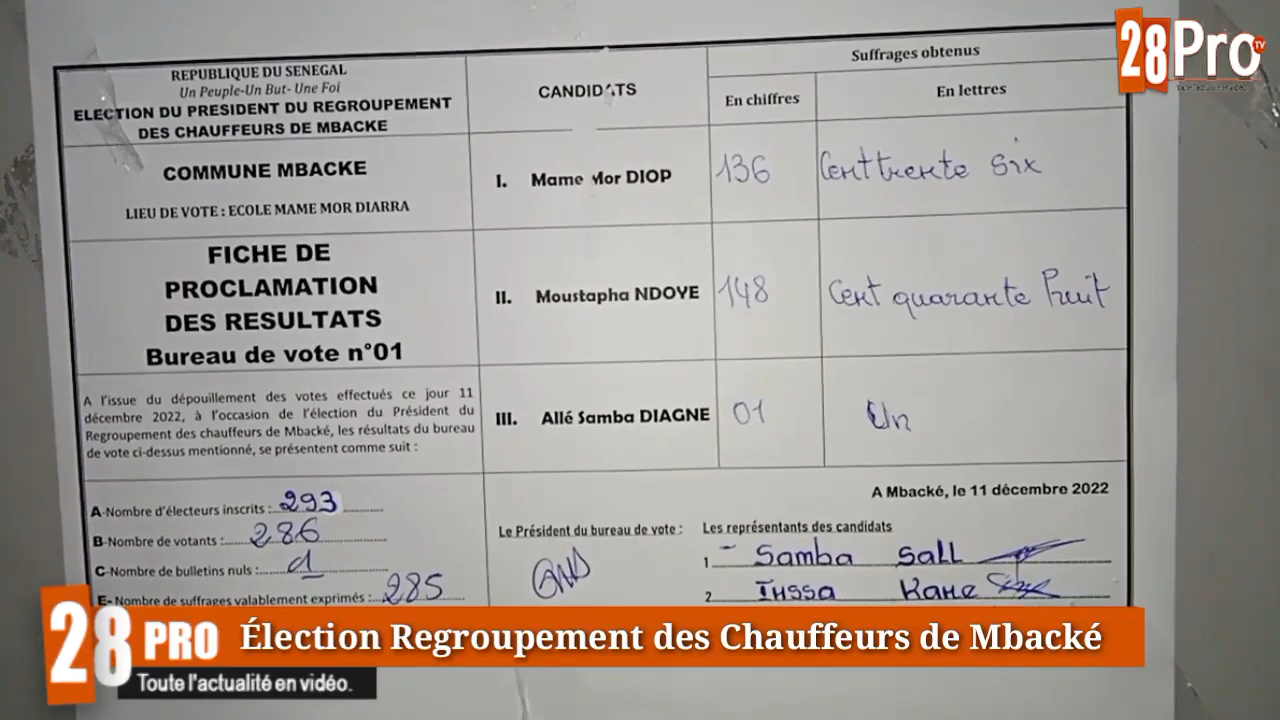 REPUBLIQUE DU SENEGAL
Un Peuple-Un But- Une Foi
ELECTION DU PRESIDENT DU REGROUPEMENT
DES CHAUFFEURS DE MBACKE
COMMUNE MBACKE
LIEU DE VOTE : ECOLE MAME MOR DIARRA
FICHE DE
PROCLAMATION
DES RESULTATS
Bureau de vote n°01
A l'issue du dépouillement des votes effectués ce jour 11
décembre 2022, à l'occasion de l'élection du Président du
Regroupement des chauffeurs de Mbacké, les résultats du bureau
de vote ci-dessus mentionné, se présentent comme suit :
A-Nombre d'électeurs inscrits : 293
B-Nombre de votants : 286
C-Nombre de bulletins nuls : 01
E- Nombre de suffrages valablement exprimés : 285
CANDIDATS
Suffrages obtenus
En chiffres
En lettres
I. Mame Mor DIOP 136 Cent trente six
II. Moustapha NDOYE 148 Cent quarante huit
III. Allé Samba DIAGNE 01 Un
A Mbacké, le 11 décembre 2022
Le Président du bureau de vote :
Les représentants des candidats
1 Samba Sall
2 Kane
28Pro TV
28 PRO
Élection Regroupement des Chauffeurs de Mbacké
Toute l'actualité en vidéo.